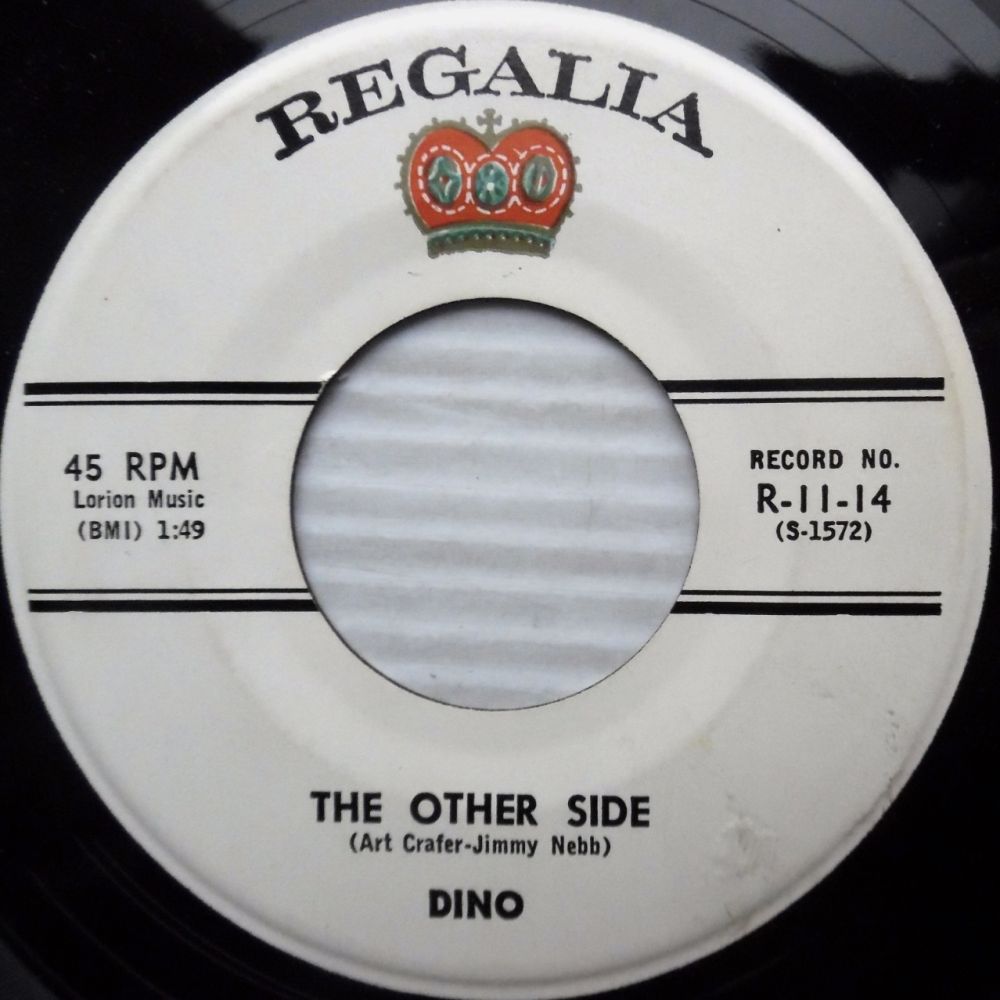 REGALIA
45 RPM
Lorion Music
(BMI) 1:49
RECORD NO.
R-11-14
(S-1572)
THE OTHER SIDE
(Art Crafer-Jimmy Nebb)
DINO